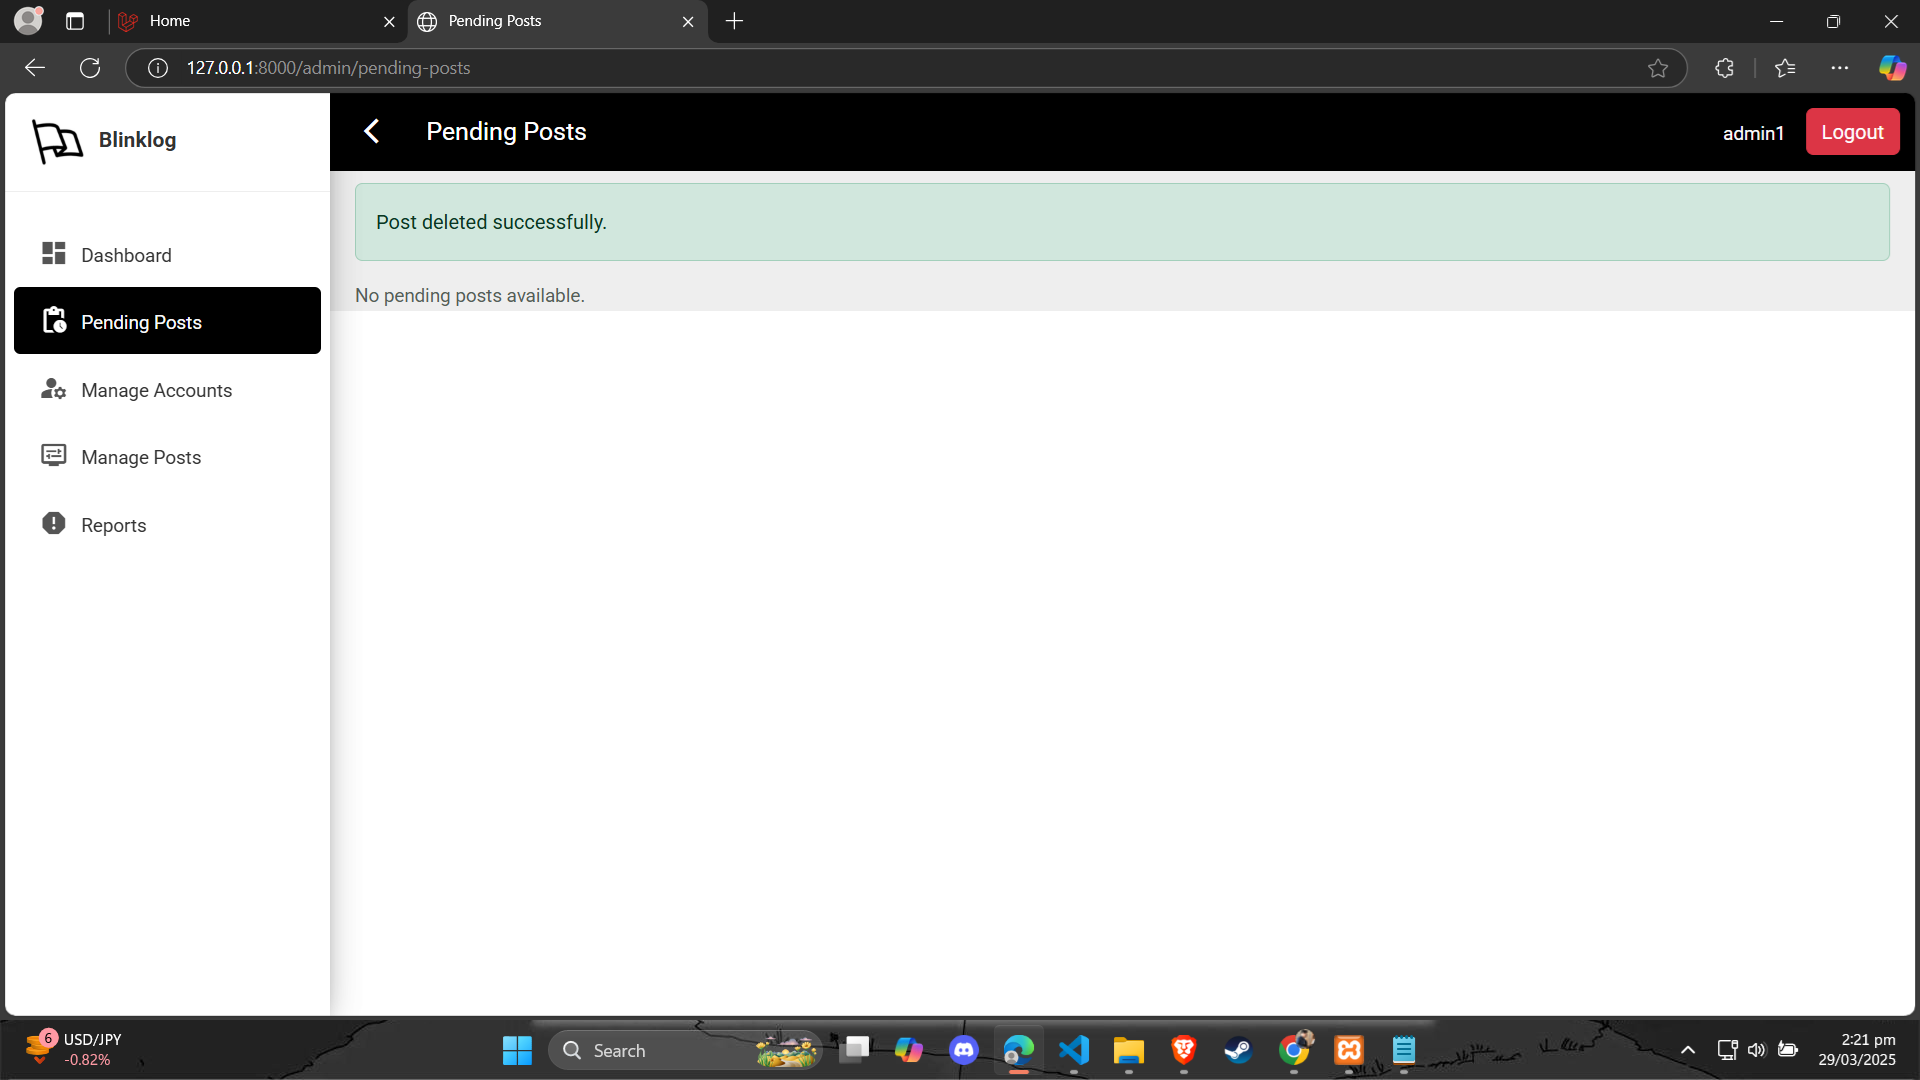 Home
Pending Posts
127.0.0.1:8000/admin/pending-posts
Blinklog
Pending Posts
admin1
Logout
Post deleted successfully.
No pending posts available.
Dashboard
Pending Posts
Manage Accounts
Manage Posts
Reports
6
USD/JPY
-0.82%
Search
2:21 pm
29/03/2025